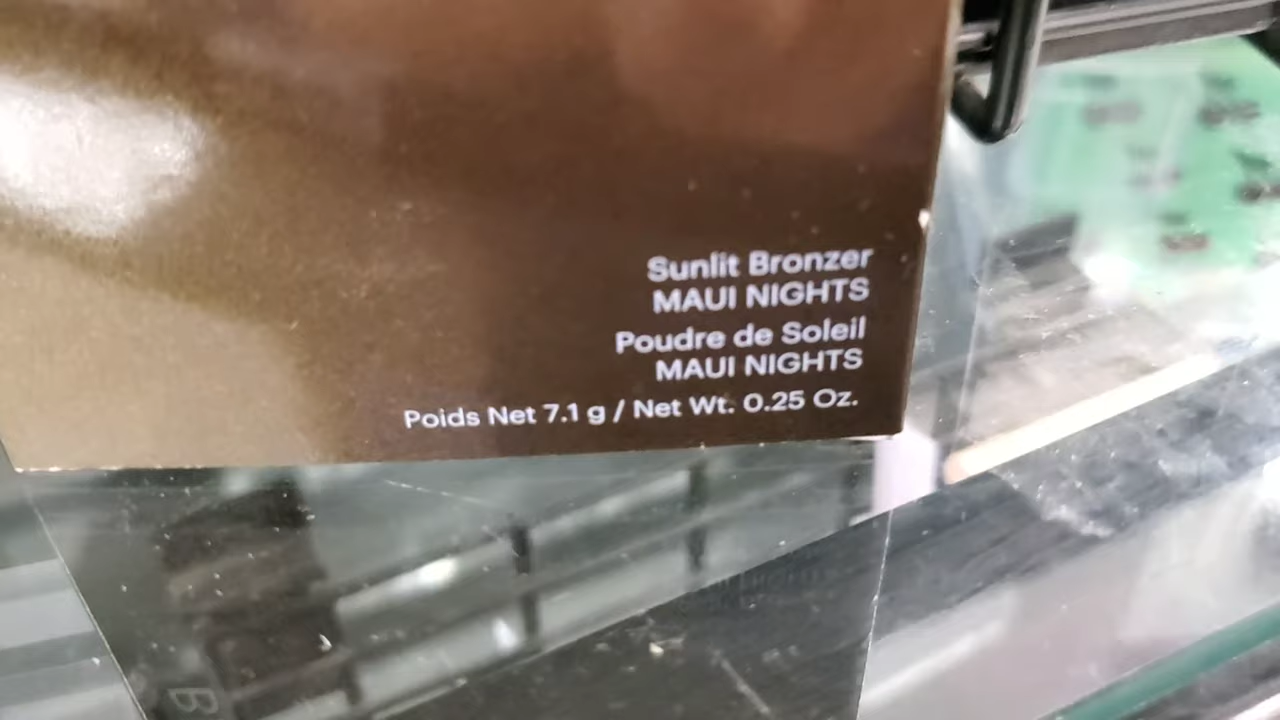 Sunlit Bronzer
MAUI NIGHTS
Poudre de Soleil
MAUI NIGHTS
Poids Net 7.1 g / Net Wt. 0.25 Oz.
B